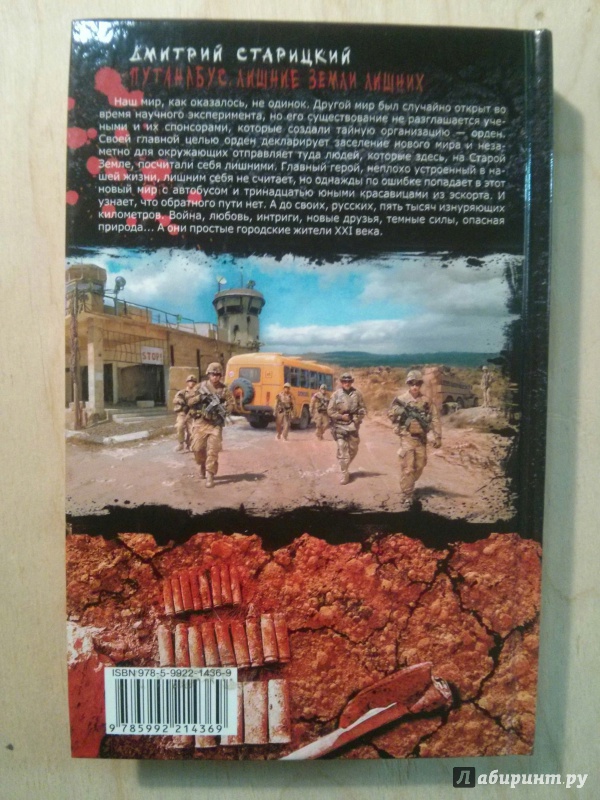 ДМИТРИЙ СТАРИЦКИЙ
ПУТАНАБУС. ЛИШНИЕ ЗЕМЛИ ЛИШНИХ
Наш мир, как оказалось, не одинок. Другой мир был случайно открыт во
время научного эксперимента, но его существование не разглашается уче-
ными и их спонсорами, которые создали тайную организацию — орден.
Своей главной целью орден декларирует заселение нового мира и неза-
метно для окружающих отправляет туда людей, которые здесь, на Старой
Земле, посчитали себя лишними. Главный герой, неплохо устроенный в на-
шей жизни, лишним себя не считает, но однажды по ошибке попадает в этот
новый мир с автобусом и тринадцатью юными красавицами из эскорта. И
узнает, что обратного пути нет. А до своих, русских, пять тысяч изнуряющих
километров. Война, любовь, интриги, новые друзья, темные силы, опасная
природа... А они простые городские жители XXI века.
STOP!
ISBN 978-5-9922-1436-9
9 785992 214369
Лабиринт.ру